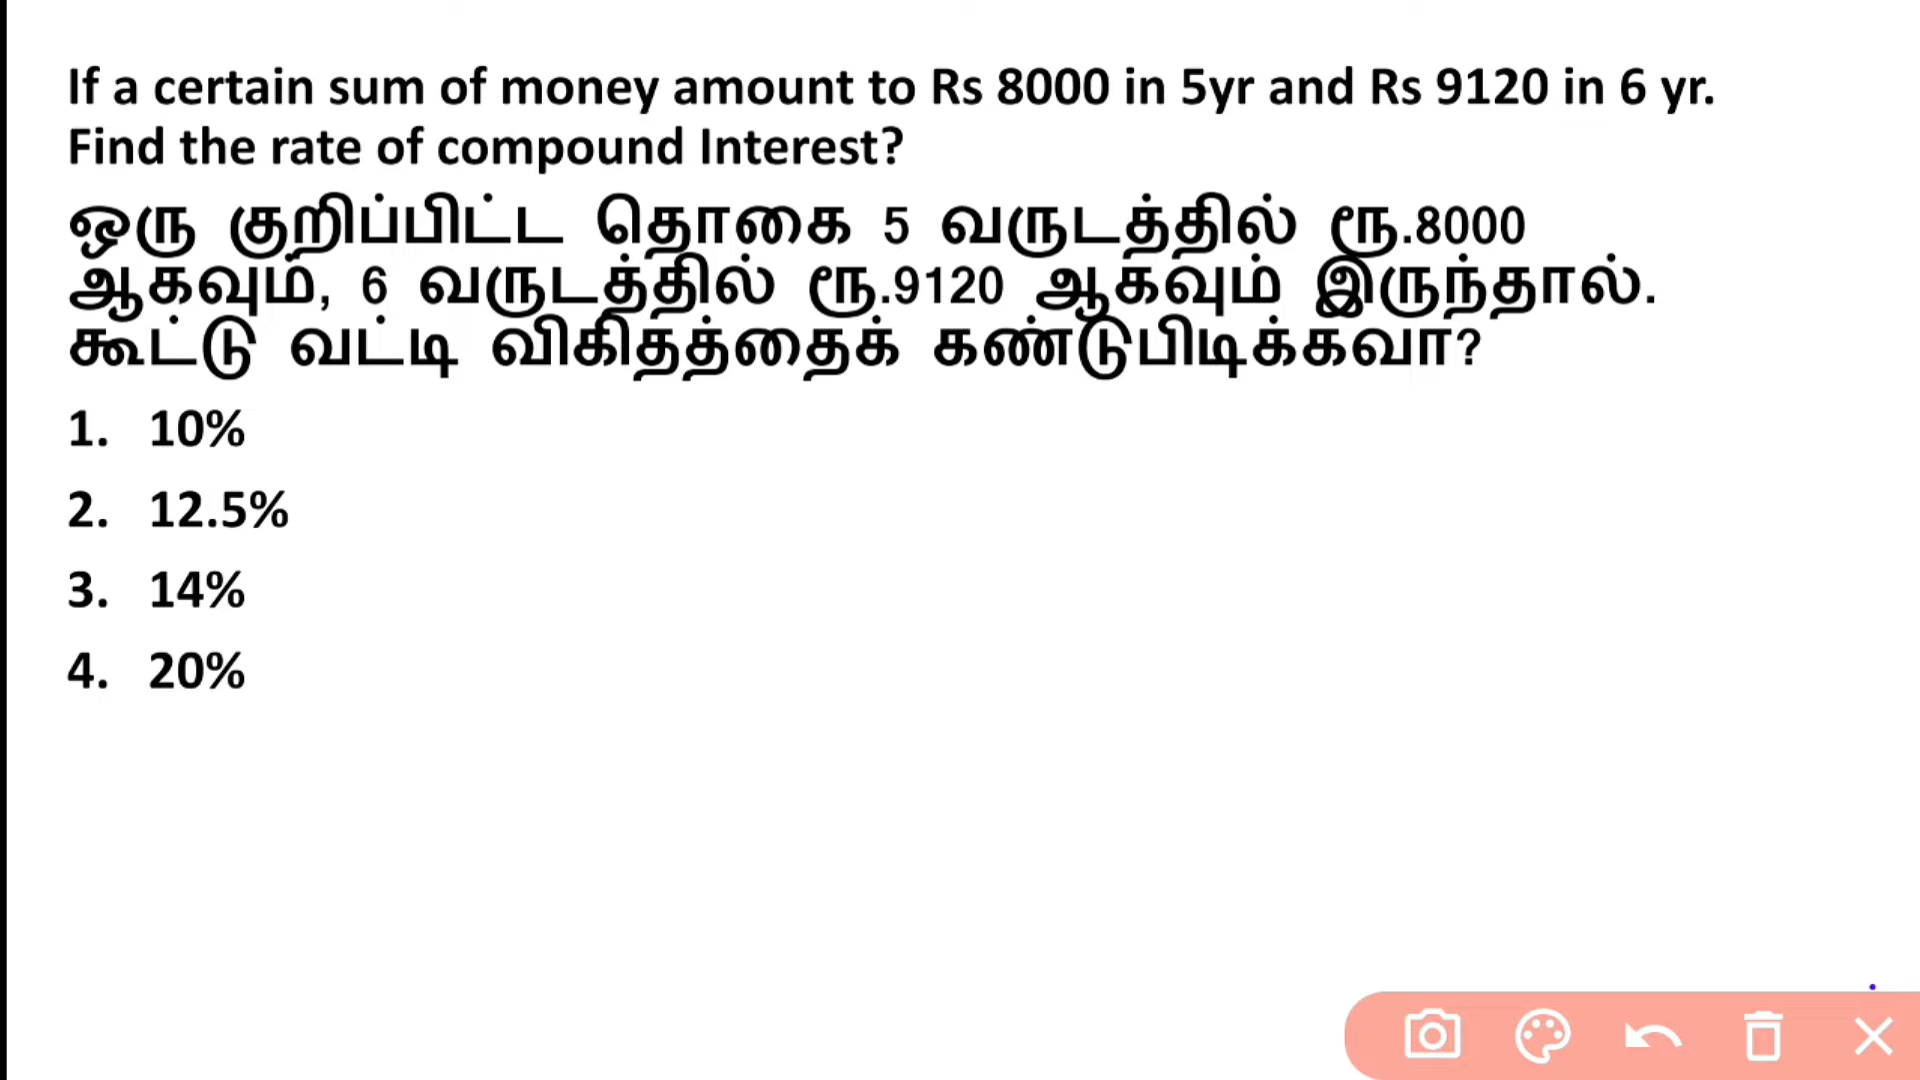 If a certain sum of money amount to Rs 8000 in 5yr and Rs 9120 in 6 yr.
Find the rate of compound Interest?
ஒரு குறிப்பிட்ட தொகை 5 வருடத்தில் ரூ.8000
ஆகவும், 6 வருடத்தில் ரூ.9120 ஆகவும் இருந்தால்.
கூட்டு வட்டி விகிதத்தைக் கண்டுபிடிக்கவா?
1. 10%
2. 12.5%
3. 14%
4. 20%